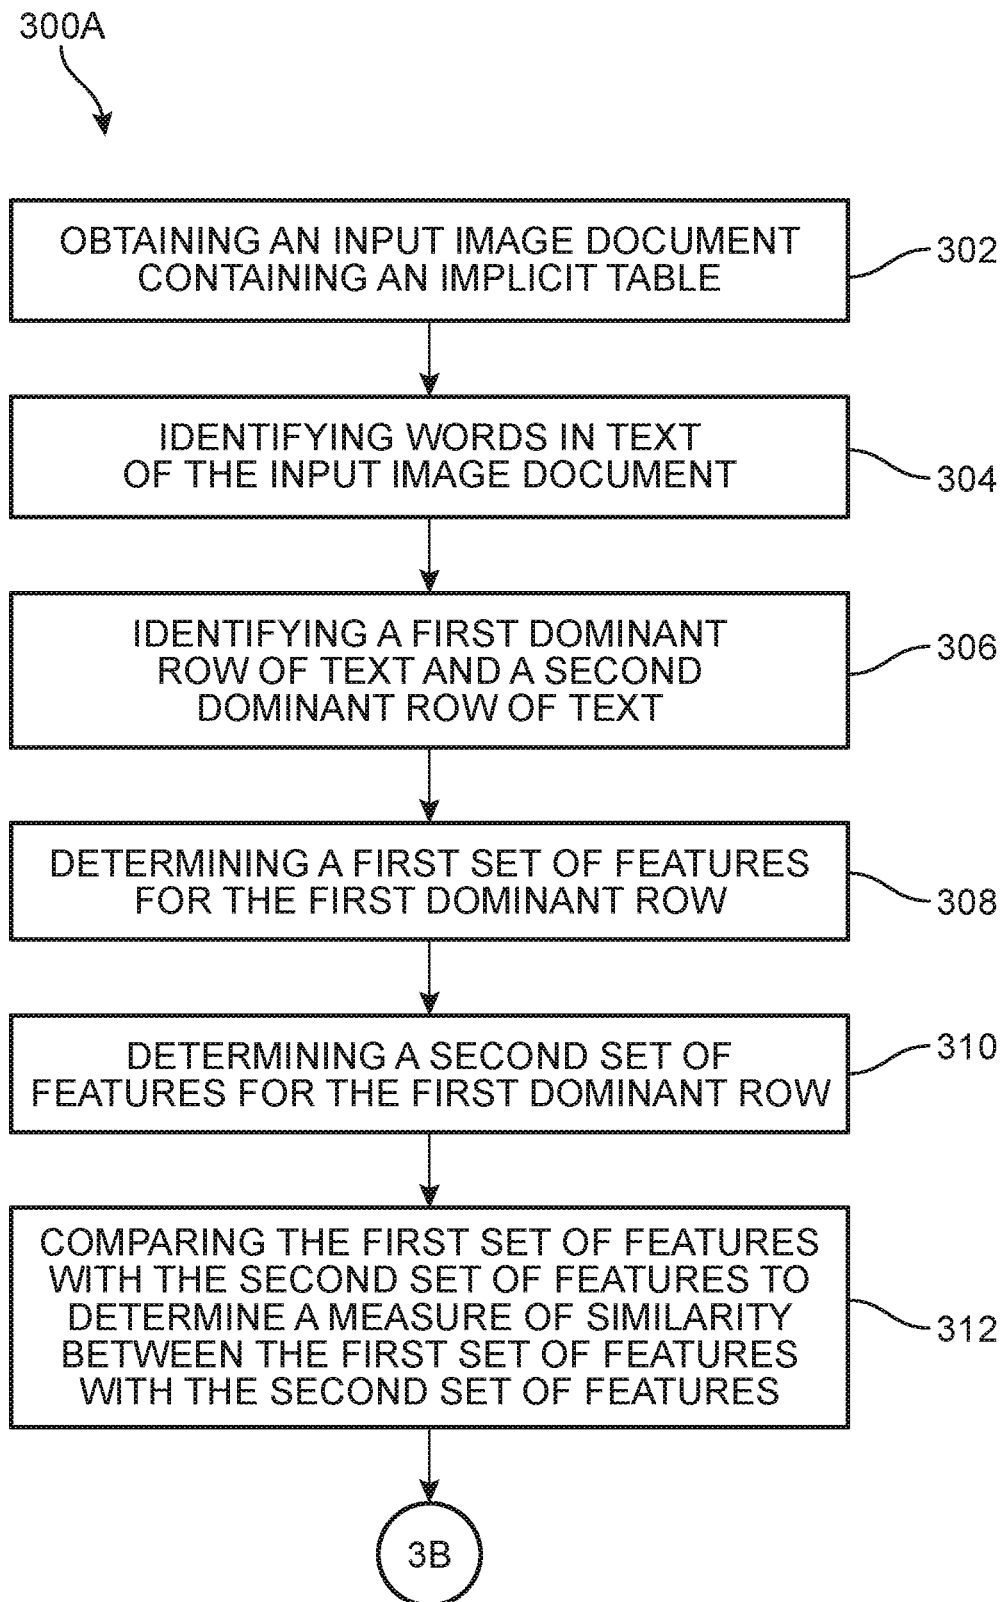 300A
OBTAINING AN INPUT IMAGE DOCUMENT
CONTAINING AN IMPLICIT TABLE
302
IDENTIFYING WORDS IN TEXT
OF THE INPUT IMAGE DOCUMENT
304
IDENTIFYING A FIRST DOMINANT
ROW OF TEXT AND A SECOND
DOMINANT ROW OF TEXT
306
DETERMINING A FIRST SET OF FEATURES
FOR THE FIRST DOMINANT ROW
308
DETERMINING A SECOND SET OF
FEATURES FOR THE FIRST DOMINANT ROW
310
COMPARING THE FIRST SET OF FEATURES
WITH THE SECOND SET OF FEATURES TO
DETERMINE A MEASURE OF SIMILARITY
BETWEEN THE FIRST SET OF FEATURES
WITH THE SECOND SET OF FEATURES
312
3B